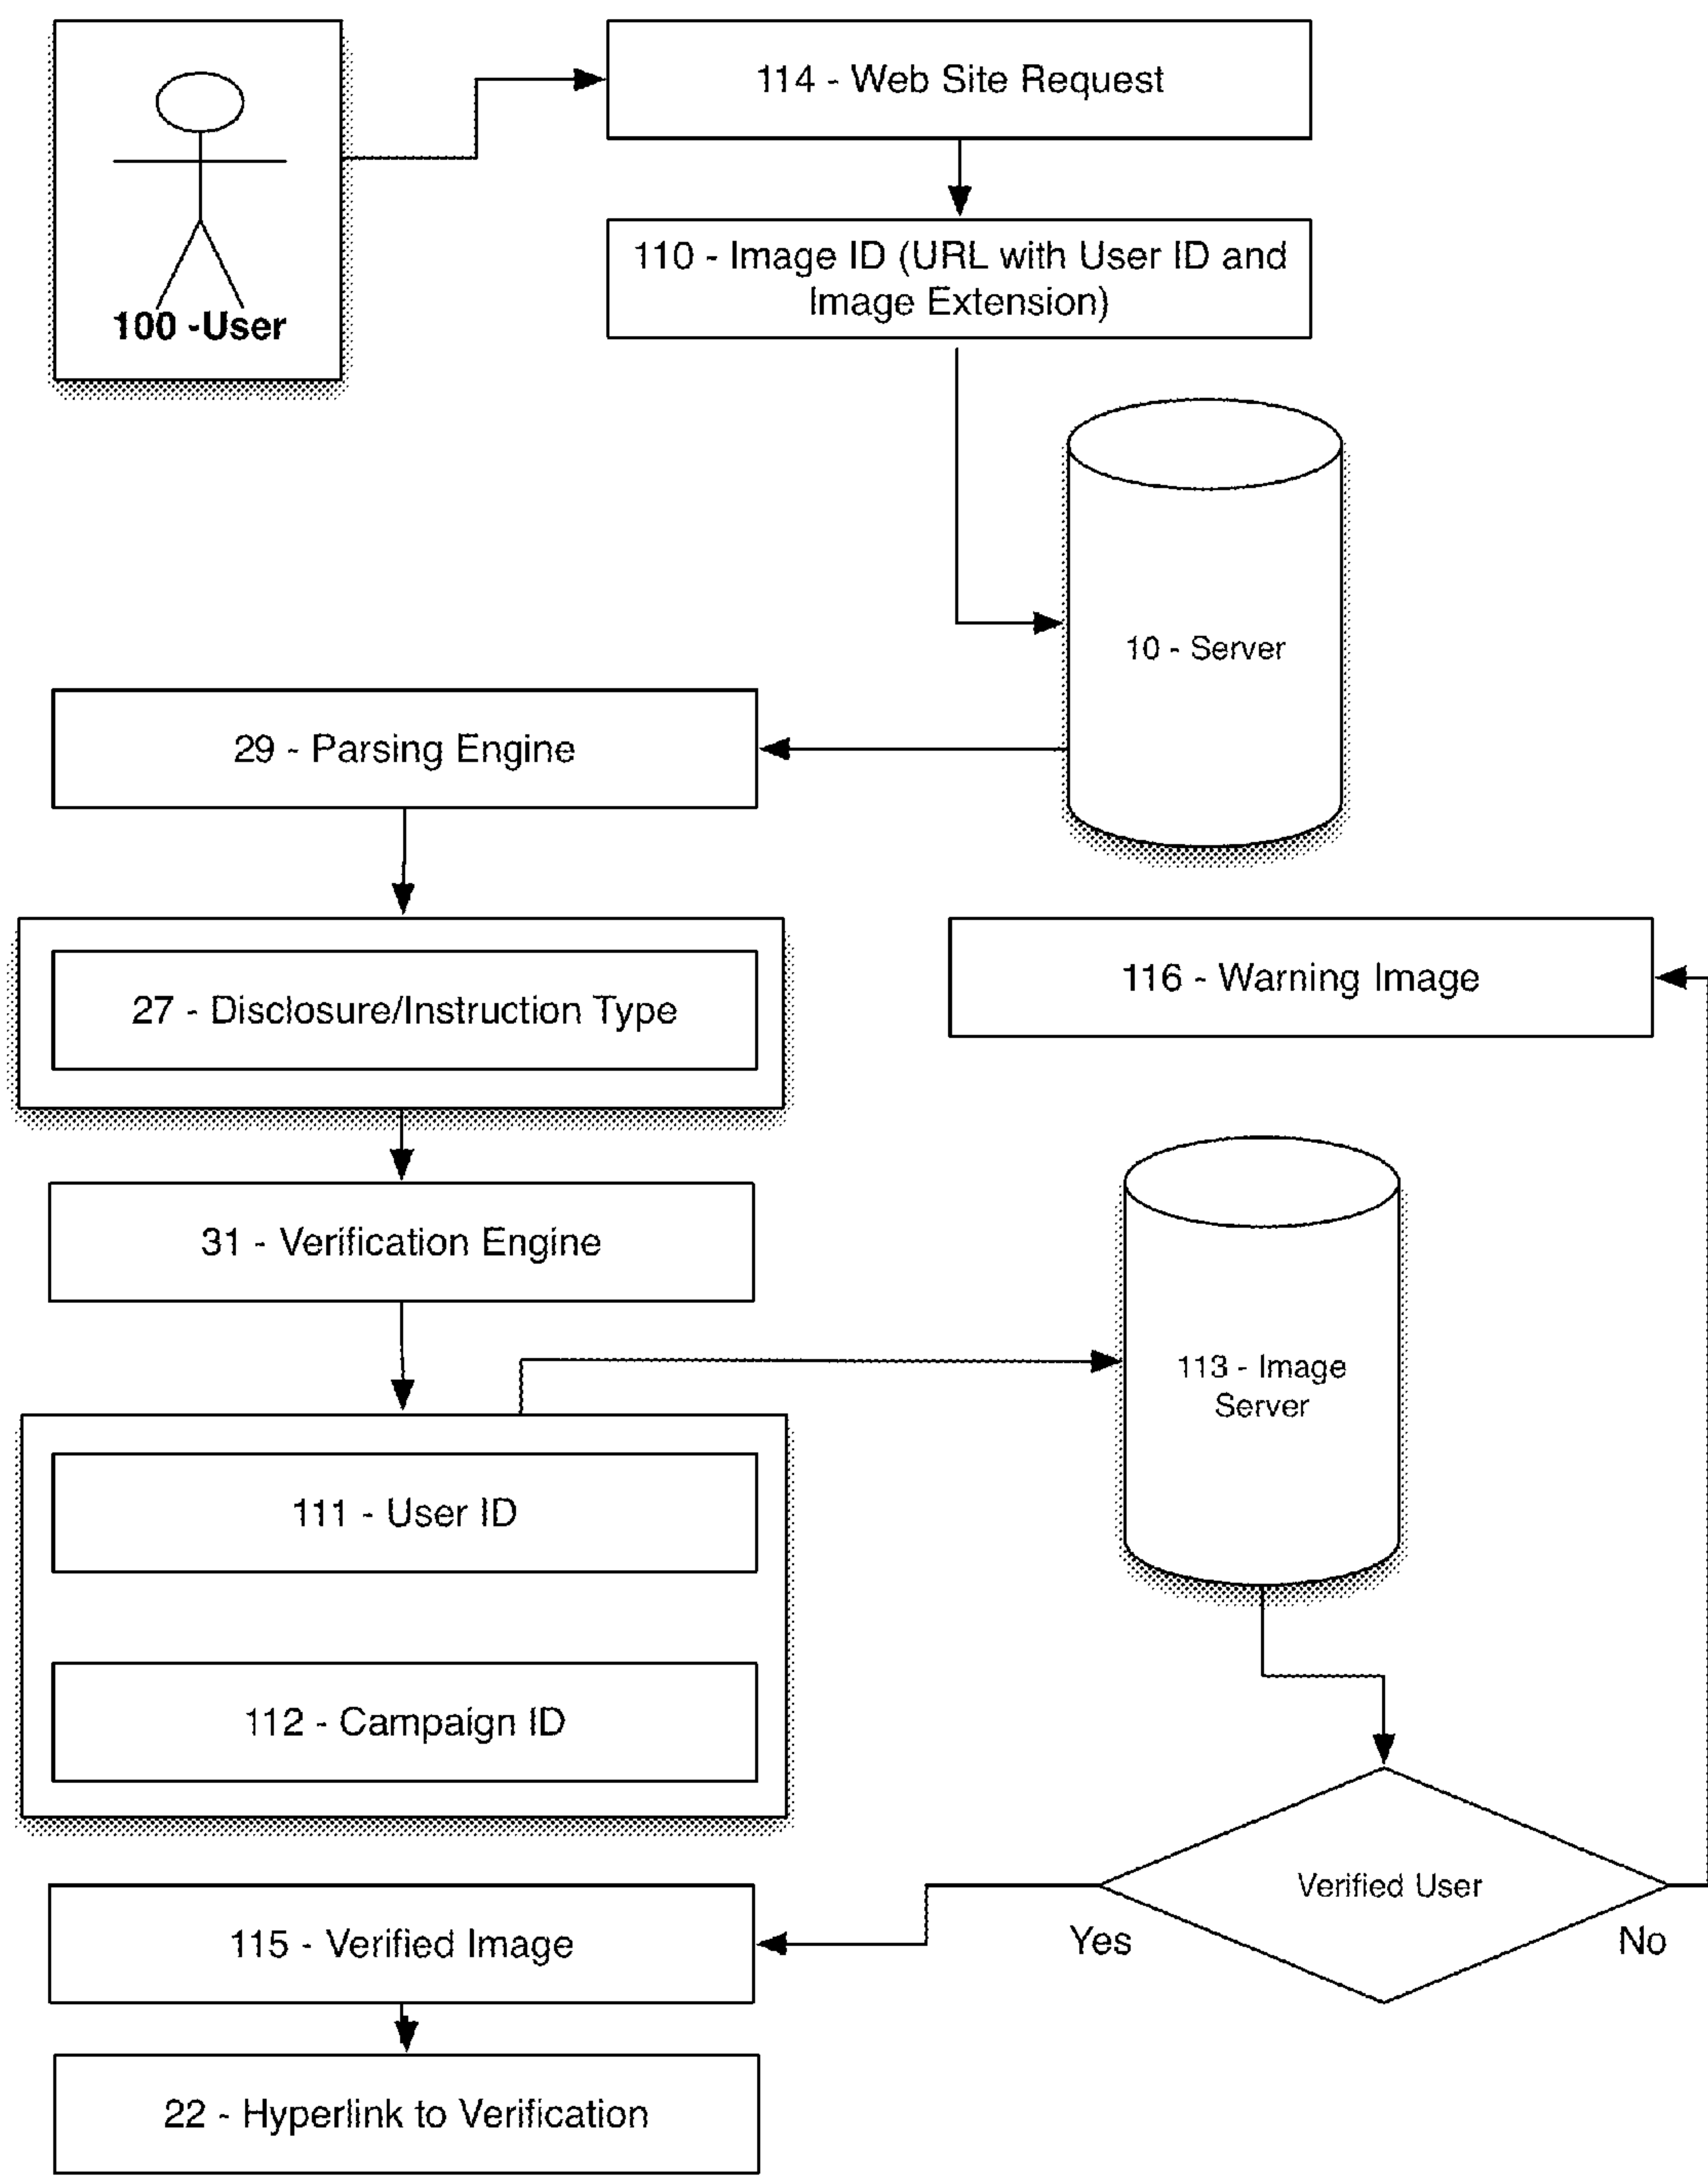 114 - Web Site Request
100 -User
110 - Image ID (URL with User ID and
Image Extension)
10 - Server
29 - Parsing Engine
27 - Disclosure/Instruction Type
116 - Warning Image
31 - Verification Engine
113 - Image
Server
111 - User ID
112 - Campaign ID
Verified User
Yes
No
115 - Verified Image
22 - Hyperlink to Verification